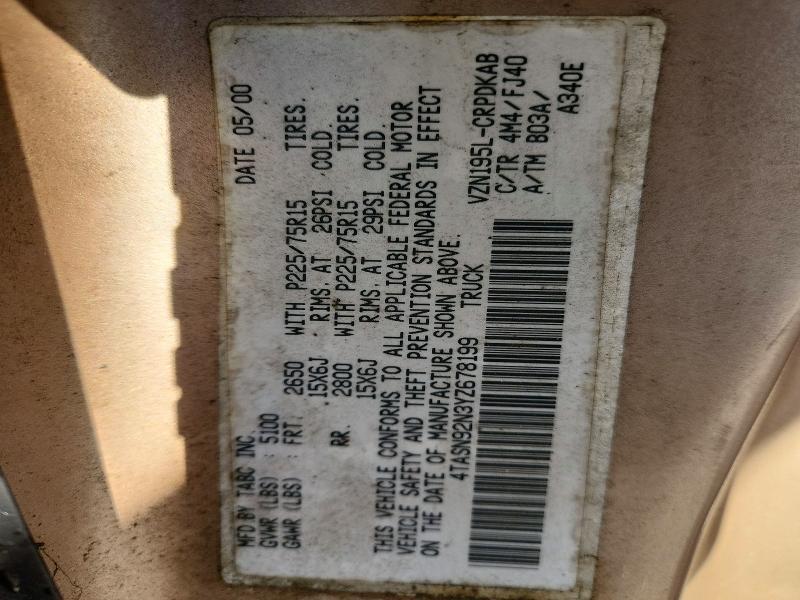 MFD BY TABC INC. DATE 05/00
GVWR (LBS) : 5100
GAWR (LBS) : FRT. 2650 WITH P225/75R15 TIRES.
15X6J RIMS. AT 26PSI COLD.
RR. 2800 WITH P225/75R15 TIRES.
15X6J RIMS. AT 29PSI COLD
THIS VEHICLE CONFORMS TO ALL APPLICABLE FEDERAL MOTOR
VEHICLE SAFETY AND THEFT PREVENTION STANDARDS IN EFFECT
ON THE DATE OF MANUFACTURE SHOWN ABOVE.
4TASN92N3YZ678199 TRUCK
VZN195L-CRPDKAB
C/TR 4M4/FJ40
A/TM B03A/
A340E